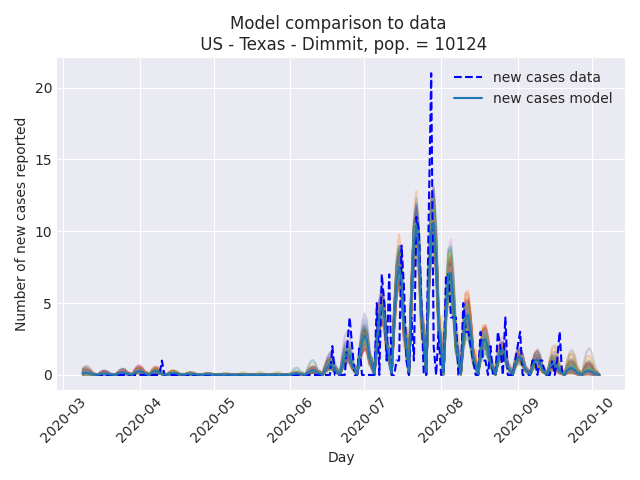 Model comparison to data
US - Texas - Dimmit, pop. = 10124
new cases data
new cases model
Number of new cases reported
20
15
10
5
0
2020-03
2020-04
2020-05
2020-06
2020-07
2020-08
2020-09
2020-10
Day